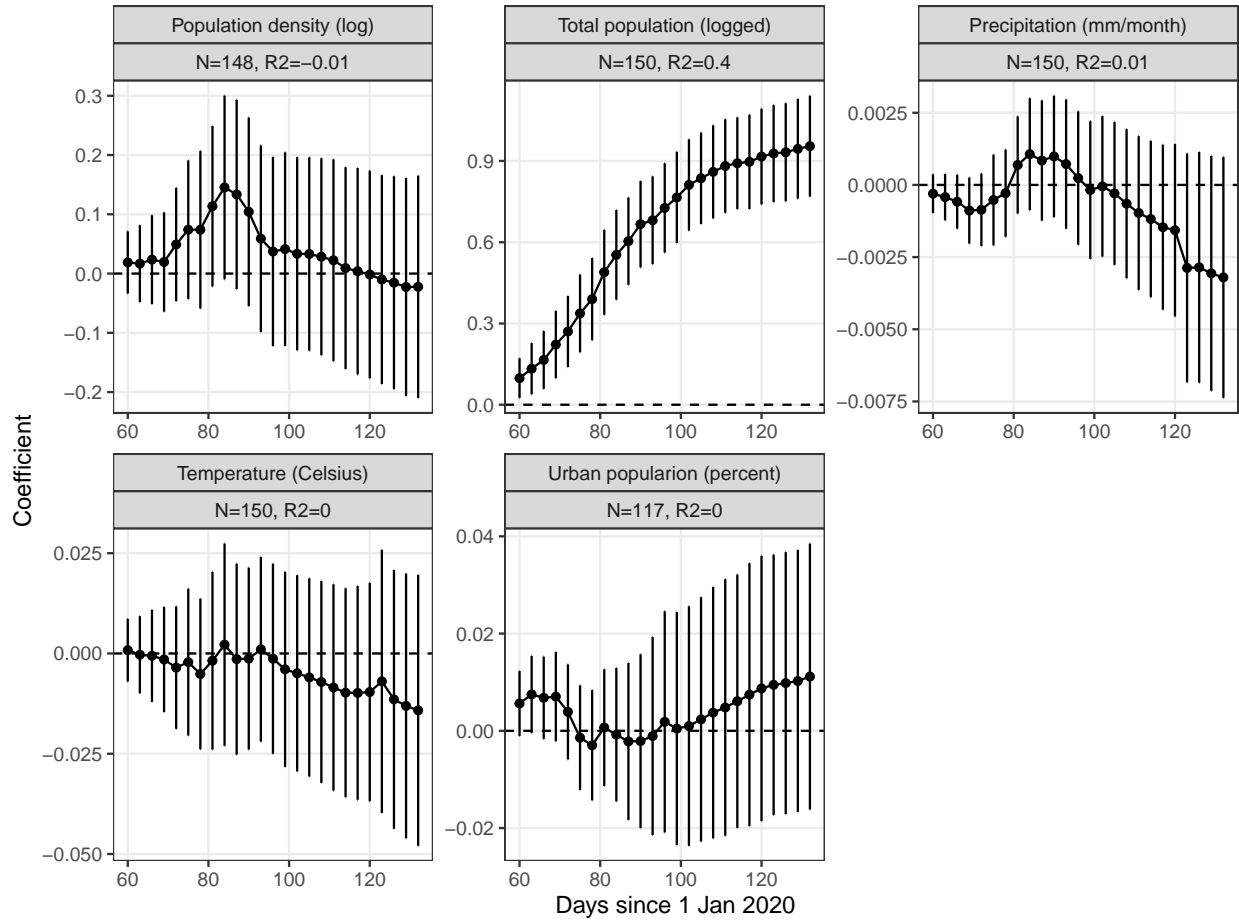 Population density (log)
N=148, R2=−0.01
0.3
0.2
0.1
0.0
−0.1
−0.2
60 80 100 120
Total population (logged)
N=150, R2=0.4
0.9
0.6
0.3
0.0
60 80 100 120
Precipitation (mm/month)
N=150, R2=0.01
0.0025
0.0000
−0.0025
−0.0050
−0.0075
60 80 100 120
Temperature (Celsius)
N=150, R2=0
0.025
0.000
−0.025
−0.050
60 80 100 120
Urban popularion (percent)
N=117, R2=0
0.04
0.02
0.00
−0.02
60 80 100 120
Coefficient
Days since 1 Jan 2020